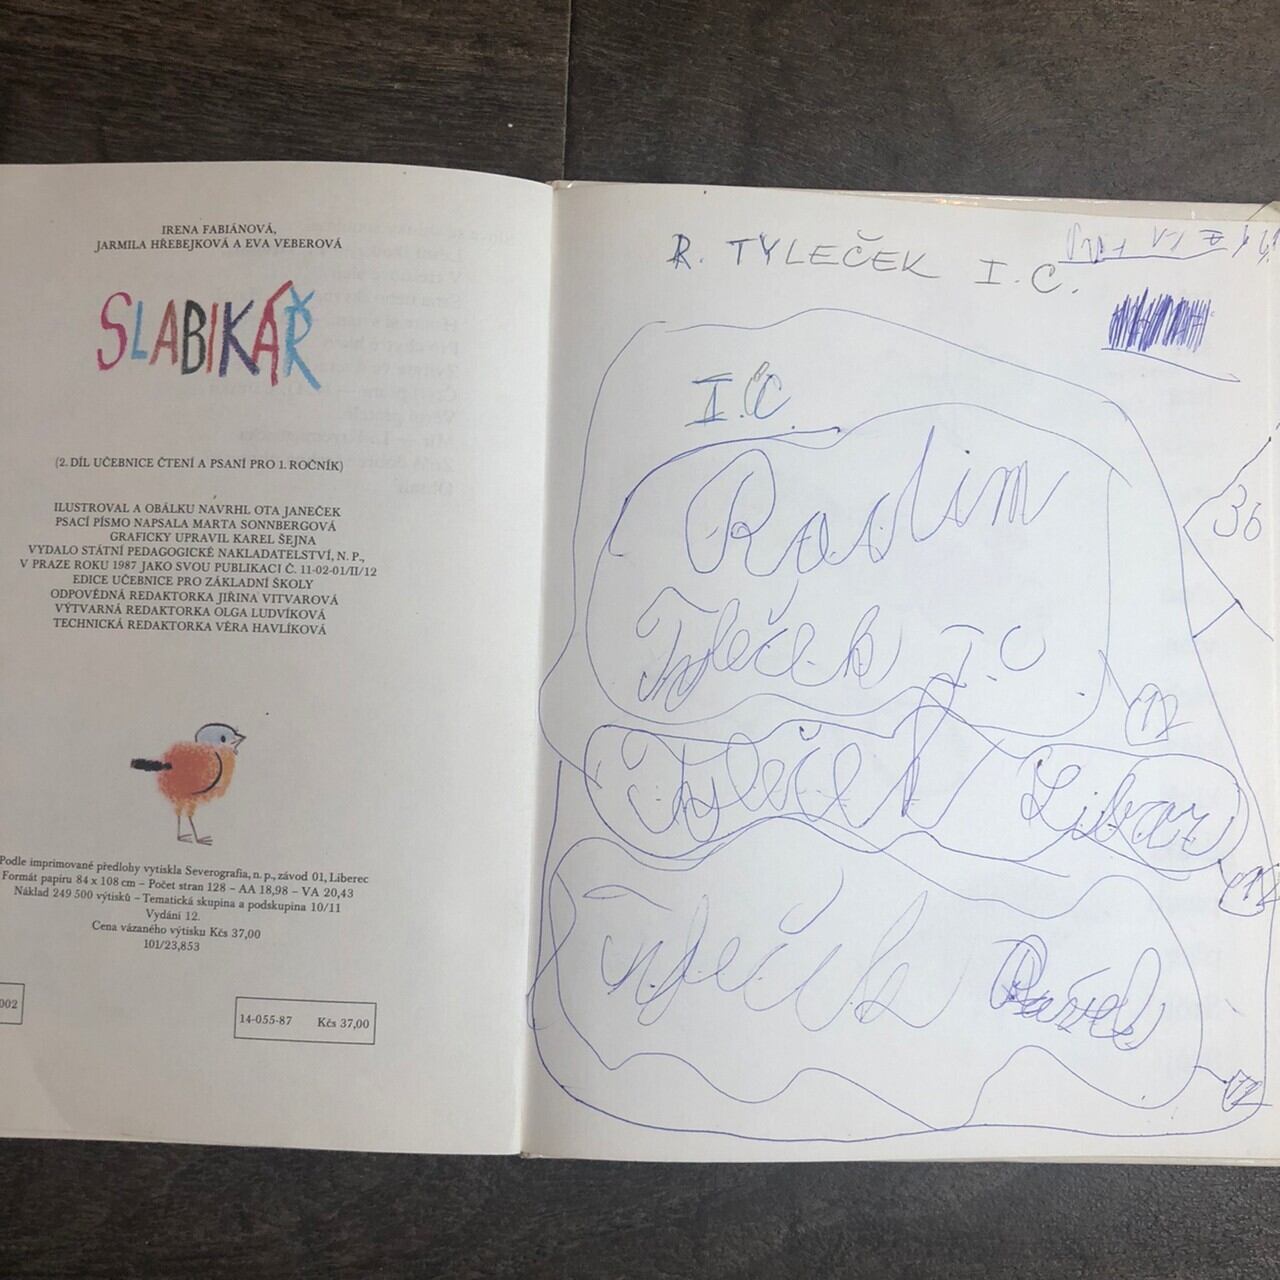 IRENA FABIÁNOVÁ,
JARMILA HŘEBEJKOVÁ A EVA VEBEROVÁ
SLABIKÁŘ
(2. DÍL UČEBNICE ČTENÍ A PSANÍ PRO 1. ROČNÍK)
ILUSTROVAL A OBÁLKU NAVRHL OTA JANEČEK
PSACÍ PÍSMO NAPSALA MARTA SONNBERGOVÁ
GRAFICKY UPRAVIL KAREL ŠEJNA
VYDALO STÁTNÍ PEDAGOGICKÉ NAKLADATELSTVÍ, N. P.,
V PRAZE ROKU 1987 JAKO SVOU PUBLIKACI Č. 11-02-01/II/12
EDICE UČEBNICE PRO ZÁKLADNÍ ŠKOLY
ODPOVĚDNÁ REDAKTORKA JIŘINA VITVAROVÁ
VÝTVARNÁ REDAKTORKA OLGA LUDVÍKOVÁ
TECHNICKÁ REDAKTORKA VĚRA HAVLÍKOVÁ
Podle imprimované předlohy vytiskla Severografia, n. p., závod 01, Liberec
Formát papíru 84 x 108 cm – Počet stran 128 – AA 18,98 – VA 20,43
Náklad 249 500 výtisků – Tematická skupina a podskupina 10/11
Vydání 12.
Cena vázaného výtisku Kčs 37,00
101/23,853
002
14-055-87 Kčs 37,00
R. TYLEČEK I.C.
I.C.
Radim
Tyleček I.C
36
Tyleček Libor
Tyleček